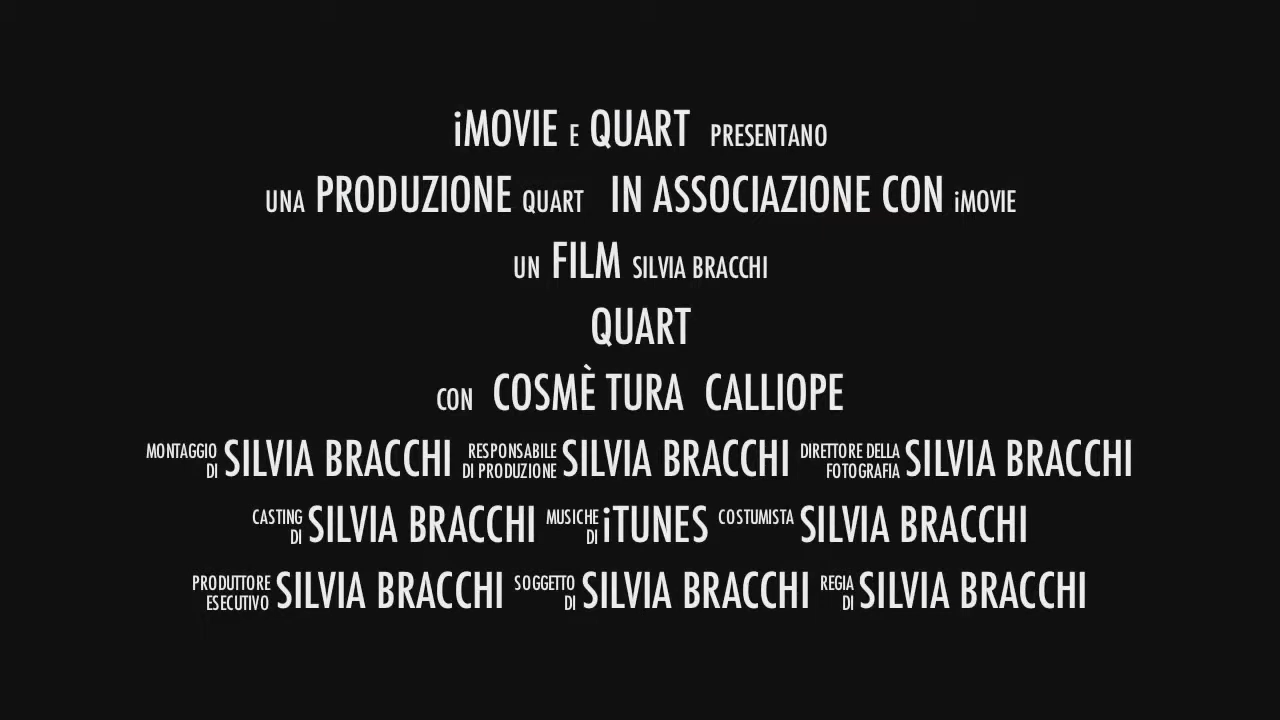 iMOVIE E QUART PRESENTANO
UNA PRODUZIONE QUART IN ASSOCIAZIONE CON iMOVIE
UN FILM SILVIA BRACCHI
QUART
CON COSMÈ TURA CALLIOPE
MONTAGGIO DI SILVIA BRACCHI RESPONSABILE DI PRODUZIONE SILVIA BRACCHI DIRETTORE DELLA FOTOGRAFIA SILVIA BRACCHI
CASTING DI SILVIA BRACCHI MUSICHE DI iTUNES COSTUMISTA SILVIA BRACCHI
PRODUTTORE ESECUTIVO SILVIA BRACCHI SOGGETTO DI SILVIA BRACCHI REGIA DI SILVIA BRACCHI